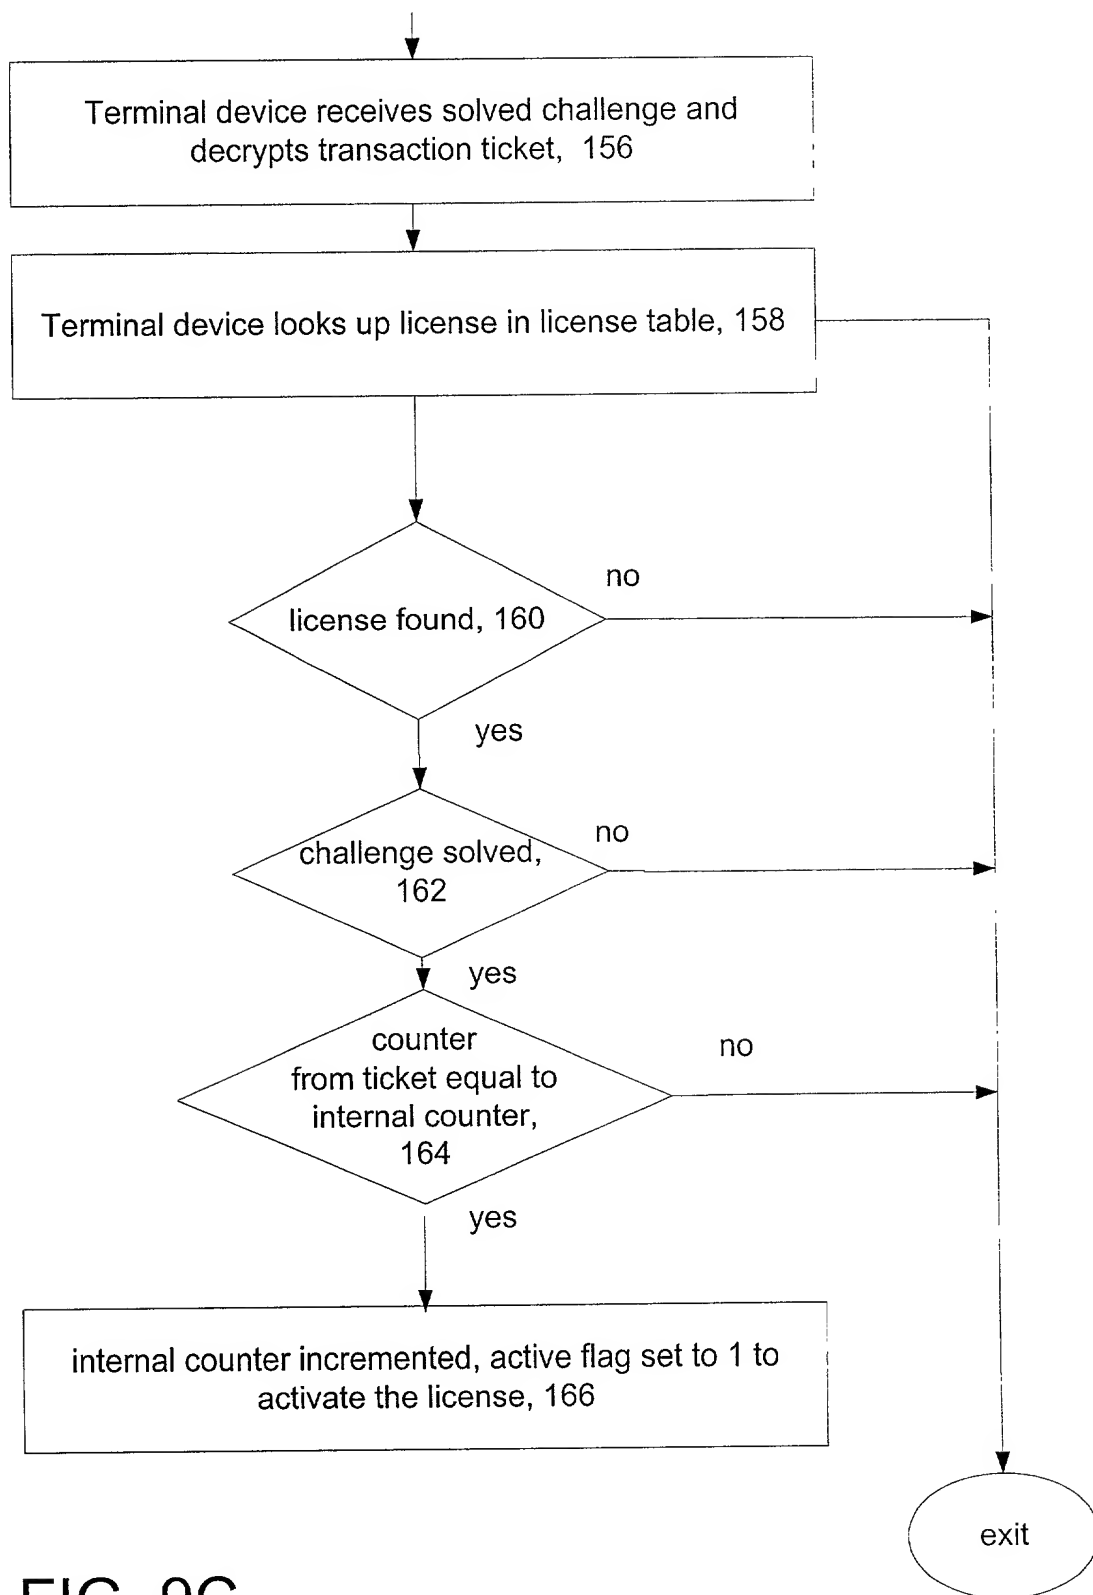 Terminal device receives solved challenge and
decrypts transaction ticket, 156
Terminal device looks up license in license table, 158
no
license found, 160
yes
no
challenge solved,
162
yes
no
counter
from ticket equal to
internal counter,
164
yes
internal counter incremented, active flag set to 1 to
activate the license, 166
exit
FIG. 9C